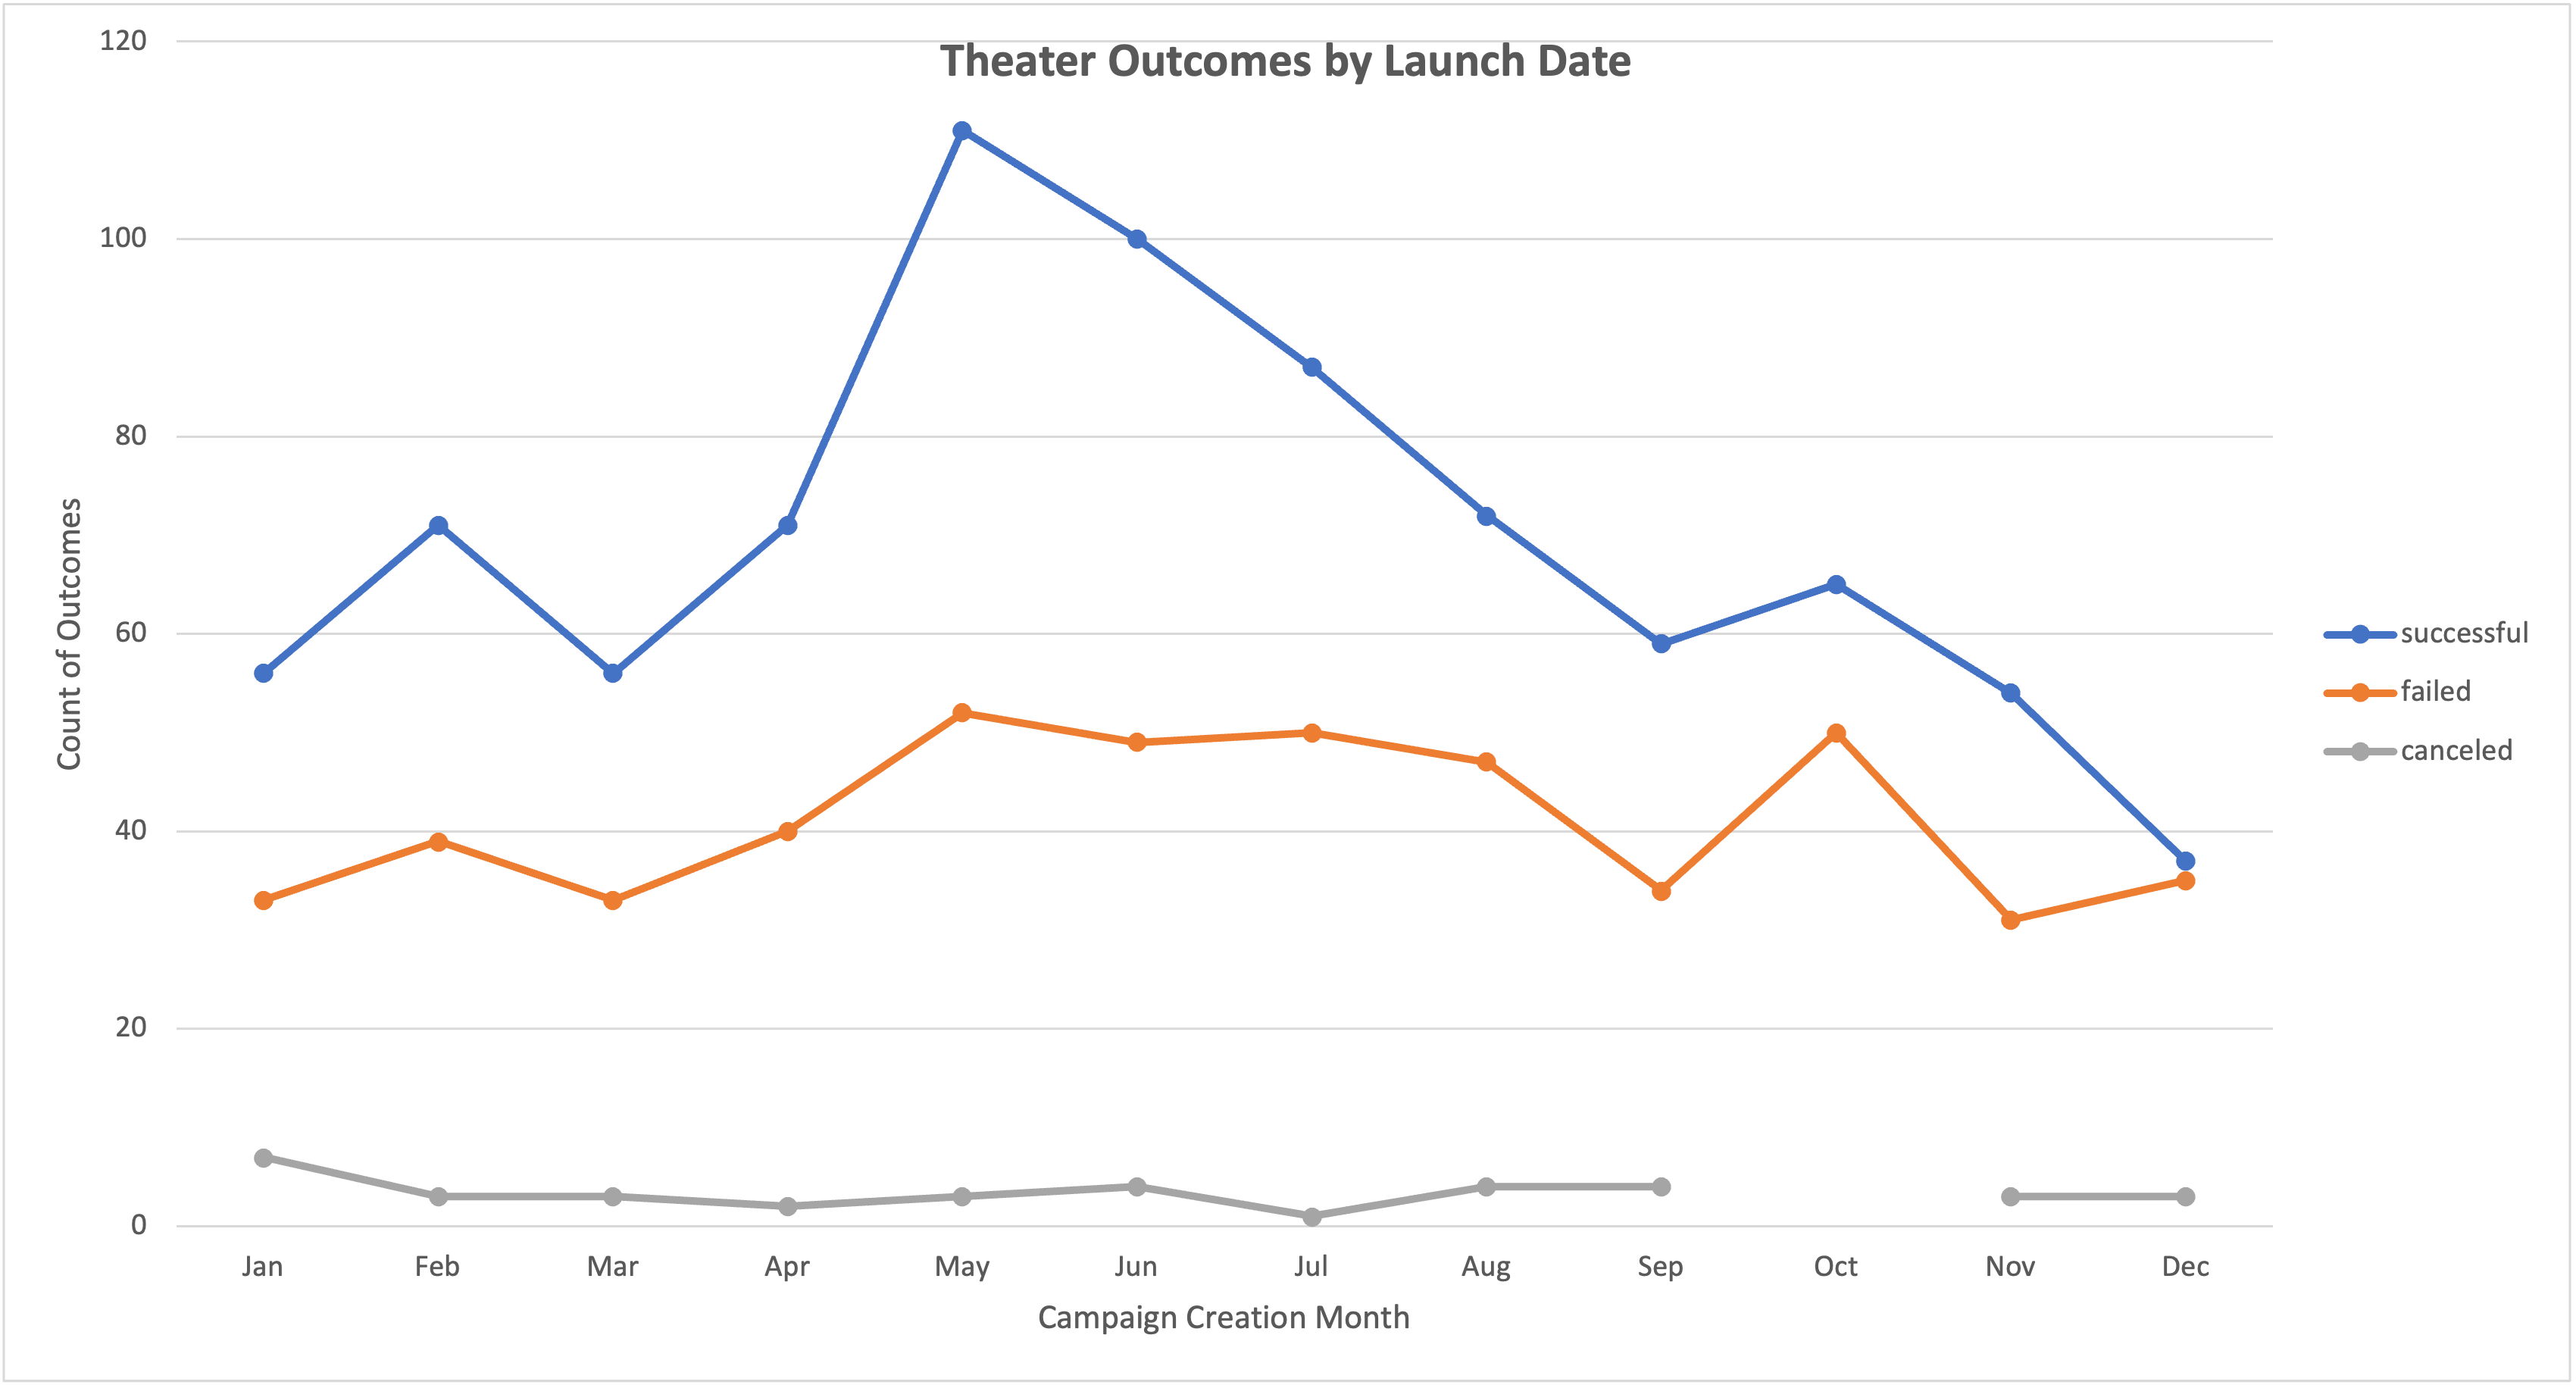 Theater Outcomes by Launch Date
120
100
80
60
40
20
0
Count of Outcomes
Jan Feb Mar Apr May Jun Jul Aug Sep Oct Nov Dec
Campaign Creation Month
successful
failed
canceled